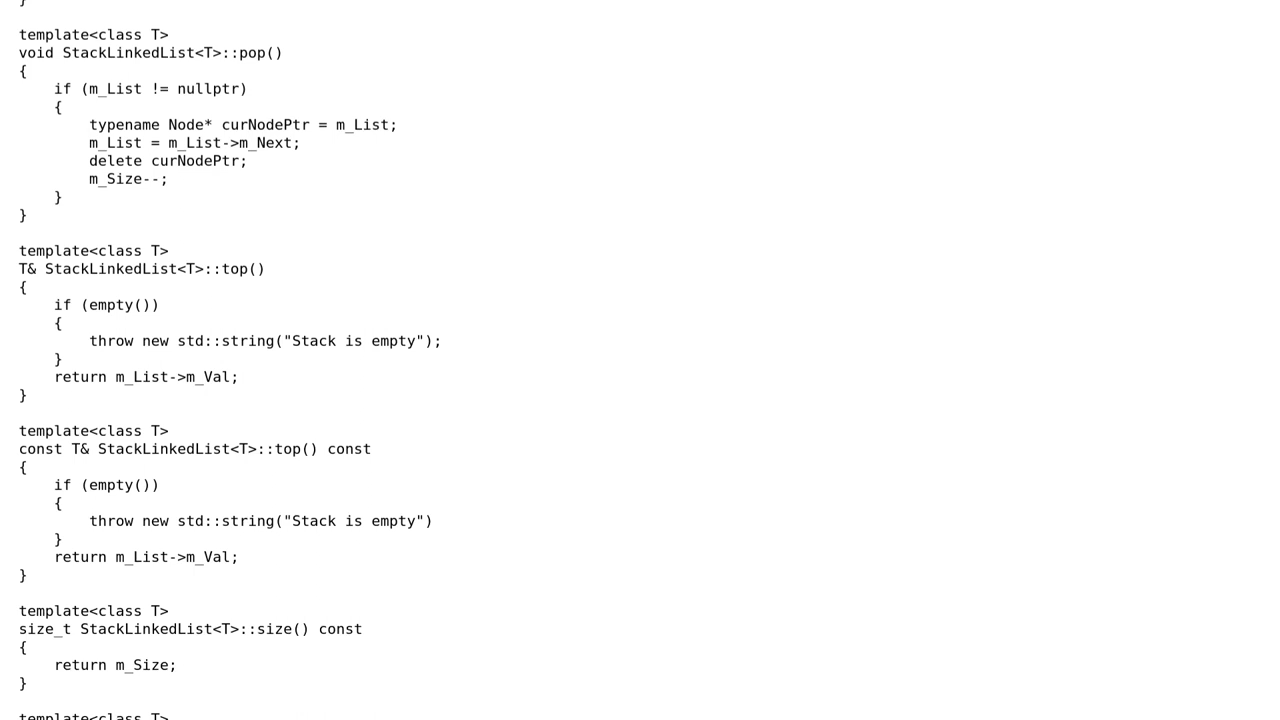 }

template<class T>
void StackLinkedList<T>::pop()
{
    if (m_List != nullptr)
    {
        typename Node* curNodePtr = m_List;
        m_List = m_List->m_Next;
        delete curNodePtr;
        m_Size--;
    }
}

template<class T>
T& StackLinkedList<T>::top()
{
    if (empty())
    {
        throw new std::string("Stack is empty");
    }
    return m_List->m_Val;
}

template<class T>
const T& StackLinkedList<T>::top() const
{
    if (empty())
    {
        throw new std::string("Stack is empty")
    }
    return m_List->m_Val;
}

template<class T>
size_t StackLinkedList<T>::size() const
{
    return m_Size;
}

template<class T>